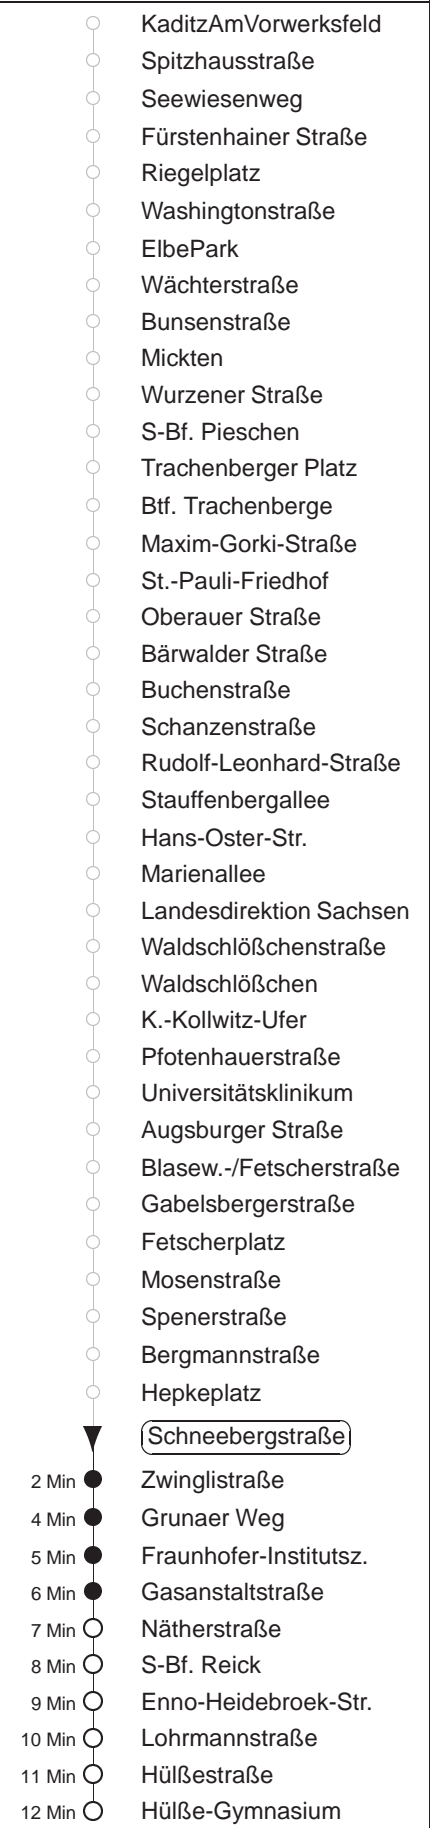 KaditzAmVorwerksfeld
Spitzhausstraße
Seewiesenweg
Fürstenhainer Straße
Riegelplatz
Washingtonstraße
ElbePark
Wächterstraße
Bunsenstraße
Mickten
Wurzener Straße
S-Bf. Pieschen
Trachenberger Platz
Btf. Trachenberge
Maxim-Gorki-Straße
St.-Pauli-Friedhof
Oberauer Straße
Bärwalder Straße
Buchenstraße
Schanzenstraße
Rudolf-Leonhard-Straße
Stauffenbergallee
Hans-Oster-Str.
Marienallee
Landesdirektion Sachsen
Waldschlößchenstraße
Waldschlößchen
K.-Kollwitz-Ufer
Pfotenhauerstraße
Universitätsklinikum
Augsburger Straße
Blasew.-/Fetscherstraße
Gabelsbergerstraße
Fetscherplatz
Mosenstraße
Spenerstraße
Bergmannstraße
Hepkeplatz
Schneebergstraße
2 Min Zwinglistraße
4 Min Grunaer Weg
5 Min Fraunhofer-Institutsz.
6 Min Gasanstaltstraße
7 Min Nätherstraße
8 Min S-Bf. Reick
9 Min Enno-Heidebroek-Str.
10 Min Lohrmannstraße
11 Min Hülßestraße
12 Min Hülße-Gymnasium